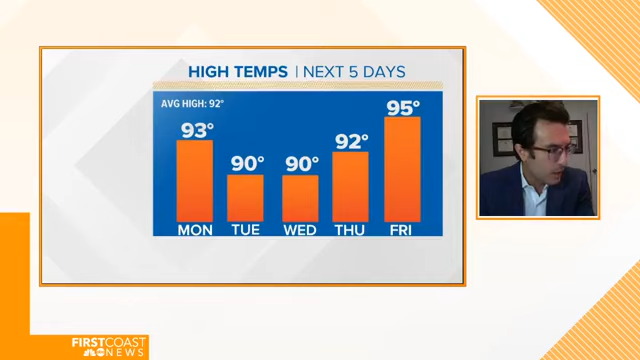 HIGH TEMPS | NEXT 5 DAYS
AVG HIGH: 92°
93° 90° 90° 92° 95°
MON TUE WED THU FRI
FIRST COAST
abc NEWS